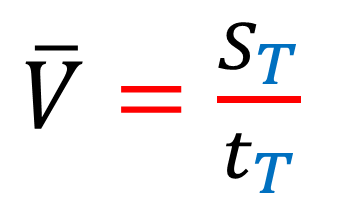 V̄ = S_T / t_T